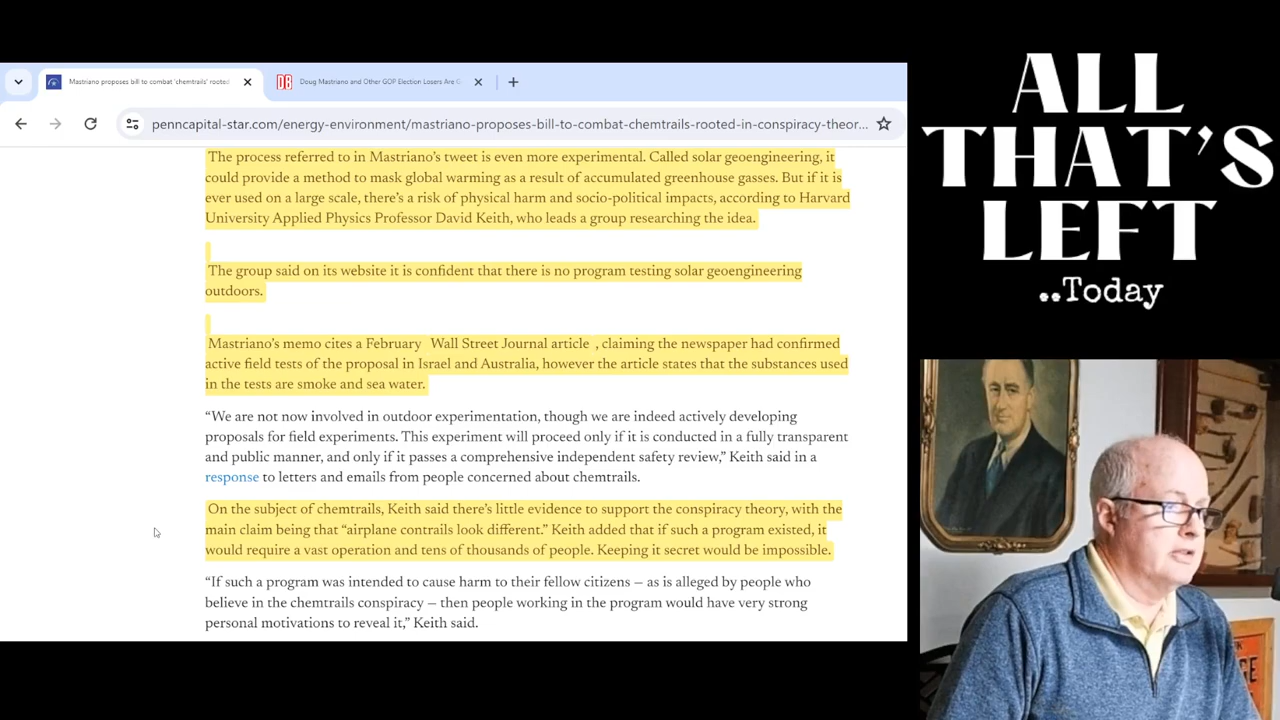 Mastriano proposes bill to combat 'chemtrails' rooted
DB
Doug Mastriano and Other GOP Election Losers Are G
penncapital-star.com/energy-environment/mastriano-proposes-bill-to-combat-chemtrails-rooted-in-conspiracy-theor...
The process referred to in Mastriano's tweet is even more experimental. Called solar geoengineering, it
could provide a method to mask global warming as a result of accumulated greenhouse gasses. But if it is
ever used on a large scale, there's a risk of physical harm and socio-political impacts, according to Harvard
University Applied Physics Professor David Keith, who leads a group researching the idea.
The group said on its website it is confident that there is no program testing solar geoengineering
outdoors.
Mastriano's memo cites a February Wall Street Journal article , claiming the newspaper had confirmed
active field tests of the proposal in Israel and Australia, however the article states that the substances used
in the tests are smoke and sea water.
“We are not now involved in outdoor experimentation, though we are indeed actively developing
proposals for field experiments. This experiment will proceed only if it is conducted in a fully transparent
and public manner, and only if it passes a comprehensive independent safety review,” Keith said in a
response to letters and emails from people concerned about chemtrails.
On the subject of chemtrails, Keith said there's little evidence to support the conspiracy theory, with the
main claim being that “airplane contrails look different.” Keith added that if such a program existed, it
would require a vast operation and tens of thousands of people. Keeping it secret would be impossible.
“If such a program was intended to cause harm to their fellow citizens – as is alleged by people who
believe in the chemtrails conspiracy – then people working in the program would have very strong
personal motivations to reveal it,” Keith said.
ALL
THAT'S
LEFT
..Today